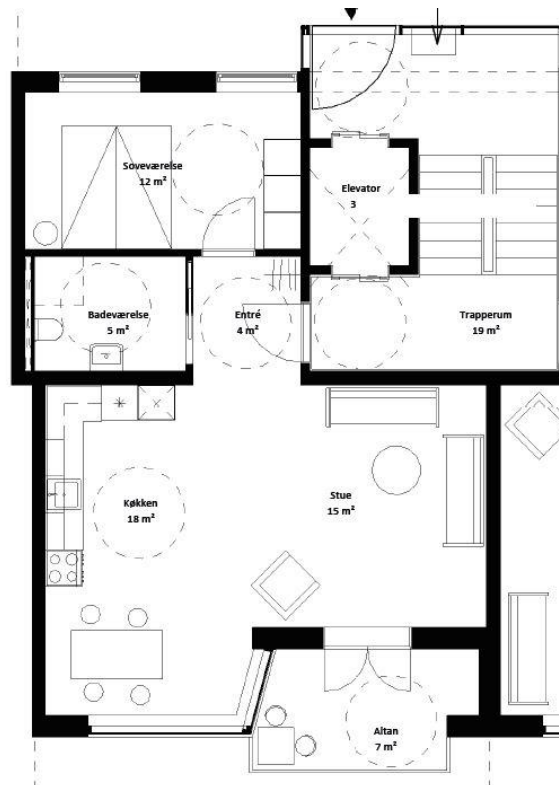 Soveværelse
12 m²
Elevator
3
Badeværelse
5 m²
Entré
4 m²
Trapperum
19 m²
Køkken
18 m²
Stue
15 m²
Altan
7 m²